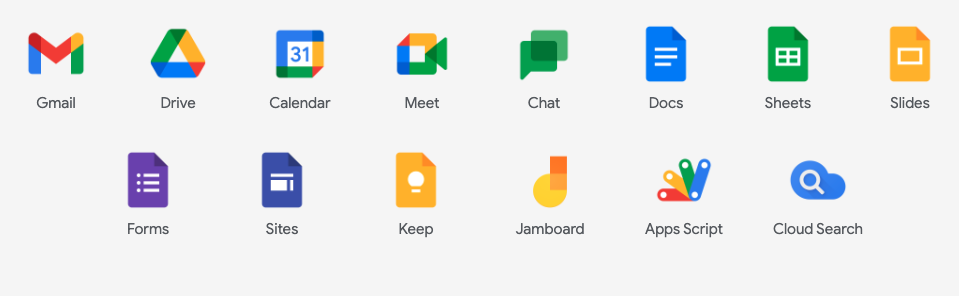 31
Gmail Drive Calendar Meet Chat Docs Sheets Slides
Forms Sites Keep Jamboard Apps Script Cloud Search